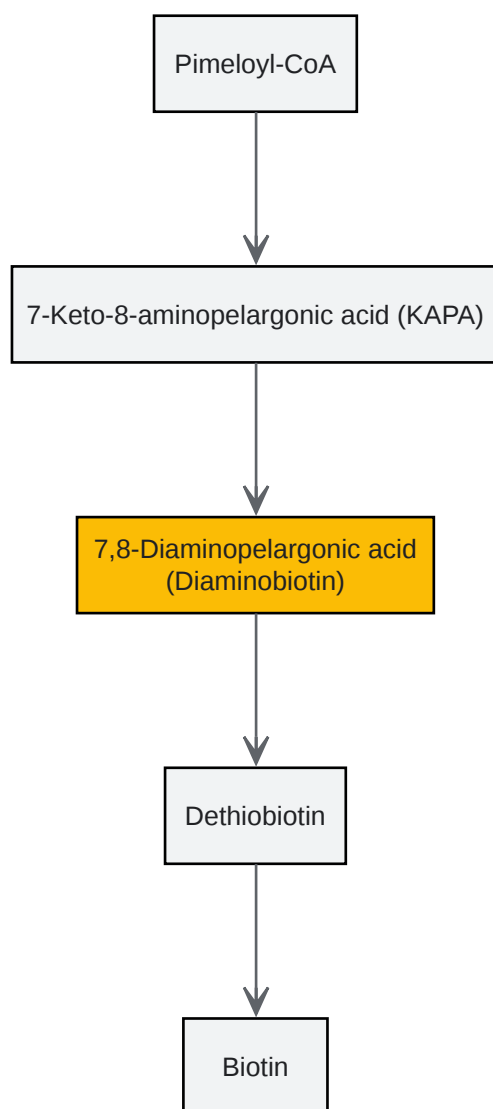 Pimeloyl-CoA
7-Keto-8-aminopelargonic acid (KAPA)
7,8-Diaminopelargonic acid
(Diaminobiotin)
Dethiobiotin
Biotin